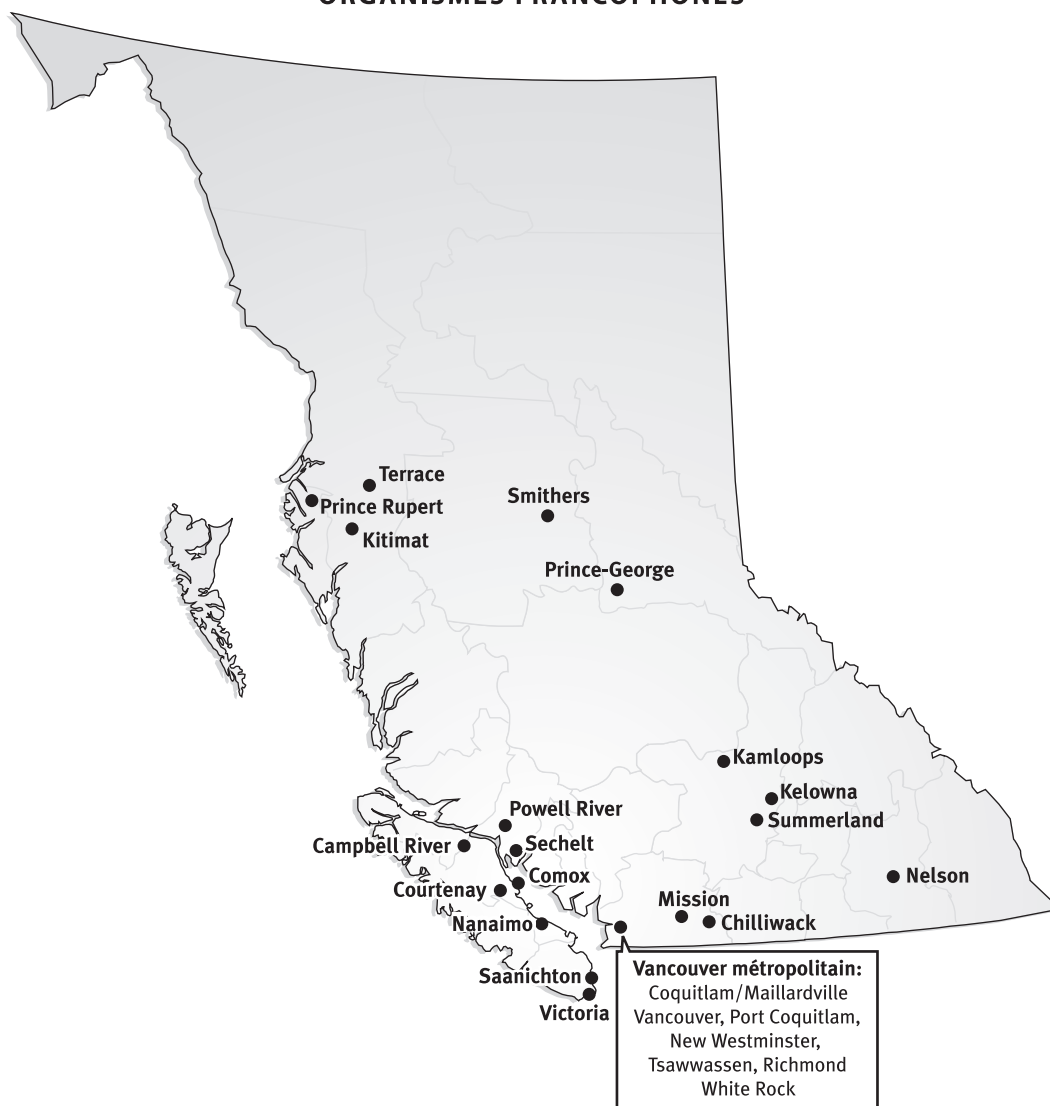 ORGANISMES FRANCOPHONES
Terrace
Prince Rupert
Kitimat
Smithers
Prince-George
Kamloops
Kelowna
Summerland
Powell River
Campbell River
Sechelt
Comox
Courtenay
Nelson
Mission
Chilliwack
Nanaimo
Saanichton
Victoria
Vancouver métropolitain:
Coquitlam/Maillardville
Vancouver, Port Coquitlam,
New Westminster,
Tsawwassen, Richmond
White Rock